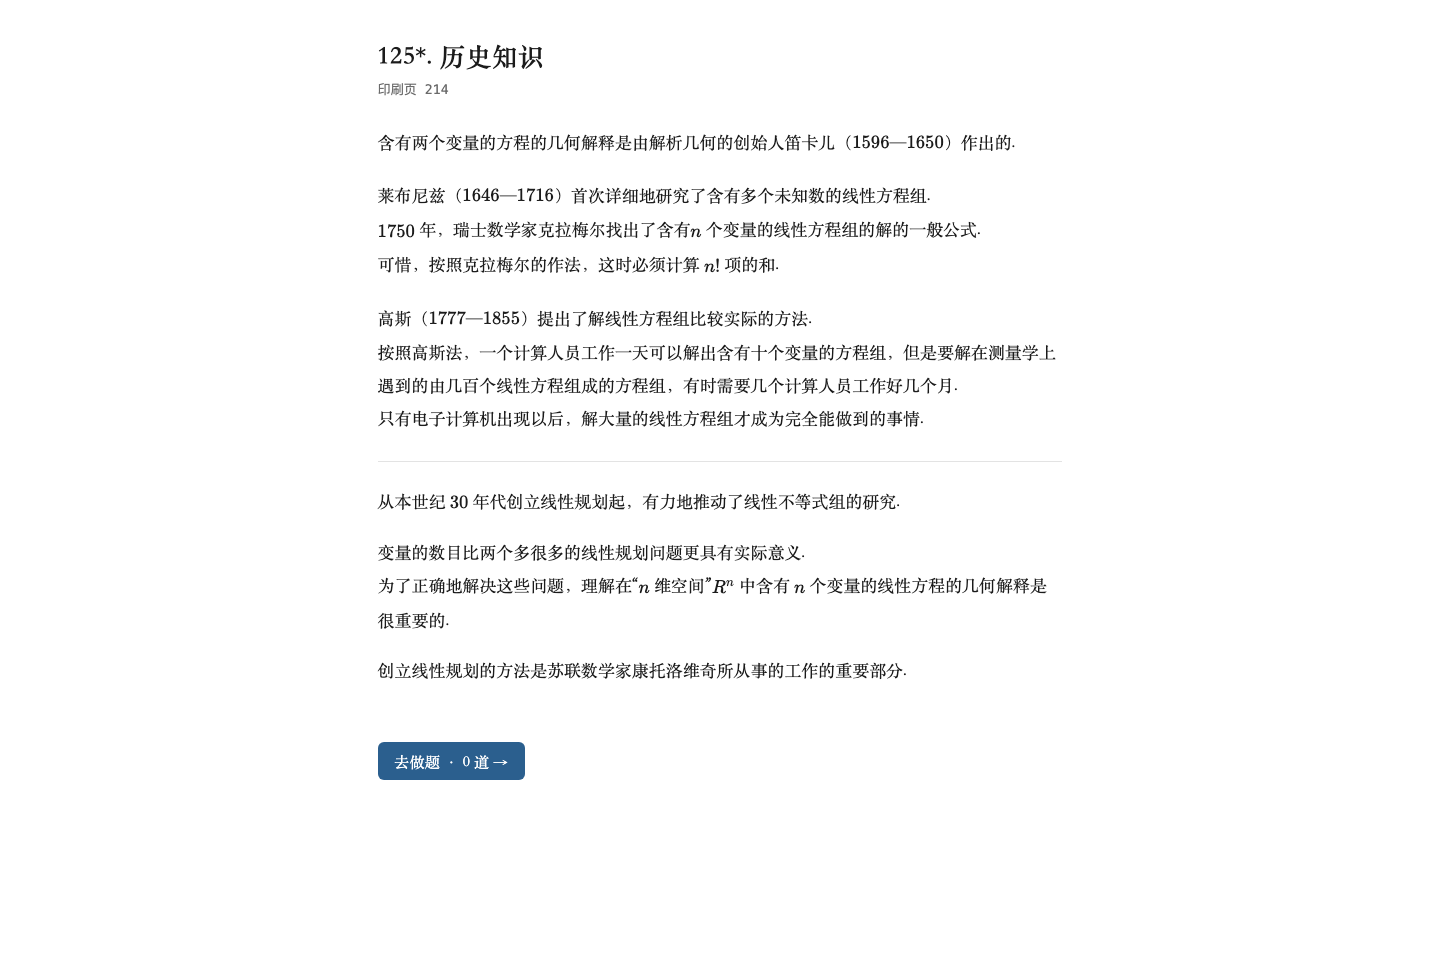 125*. 历史知识
印刷页 214
含有两个变量的方程的几何解释是由解析几何的创始人笛卡儿（1596—1650）作出的.
莱布尼兹（1646—1716）首次详细地研究了含有多个未知数的线性方程组.
1750 年，瑞士数学家克拉梅尔找出了含有n 个变量的线性方程组的解的一般公式.
可惜，按照克拉梅尔的作法，这时必须计算 n! 项的和.
高斯（1777—1855）提出了解线性方程组比较实际的方法.
按照高斯法，一个计算人员工作一天可以解出含有十个变量的方程组，但是要解在测量学上
遇到的由几百个线性方程组成的方程组，有时需要几个计算人员工作好几个月.
只有电子计算机出现以后，解大量的线性方程组才成为完全能做到的事情.
从本世纪 30 年代创立线性规划起，有力地推动了线性不等式组的研究.
变量的数目比两个多很多的线性规划问题更具有实际意义.
为了正确地解决这些问题，理解在“n 维空间”Rⁿ 中含有 n 个变量的线性方程的几何解释是
很重要的.
创立线性规划的方法是苏联数学家康托洛维奇所从事的工作的重要部分.
去做题 · 0 道 →